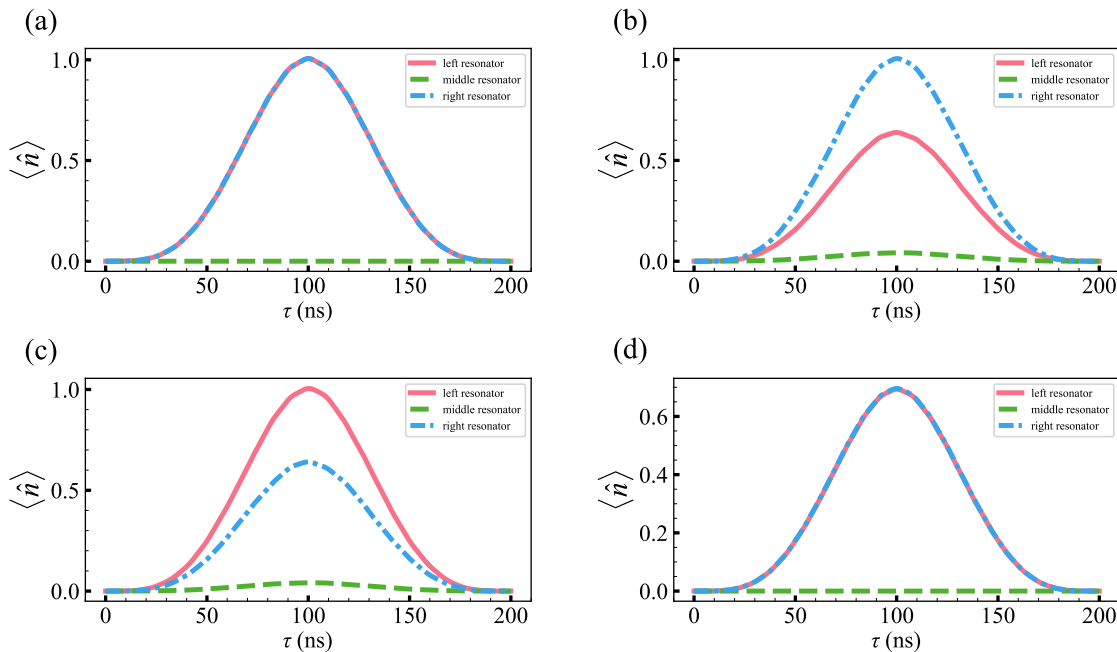 (a)
1.0
0.5
0.0
⟨n̂⟩
left resonator
middle resonator
right resonator
0 50 100 150 200
τ (ns)
(b)
1.0
0.5
0.0
⟨n̂⟩
left resonator
middle resonator
right resonator
0 50 100 150 200
τ (ns)
(c)
1.0
0.5
0.0
⟨n̂⟩
left resonator
middle resonator
right resonator
0 50 100 150 200
τ (ns)
(d)
0.6
0.4
0.2
0.0
⟨n̂⟩
left resonator
middle resonator
right resonator
0 50 100 150 200
τ (ns)